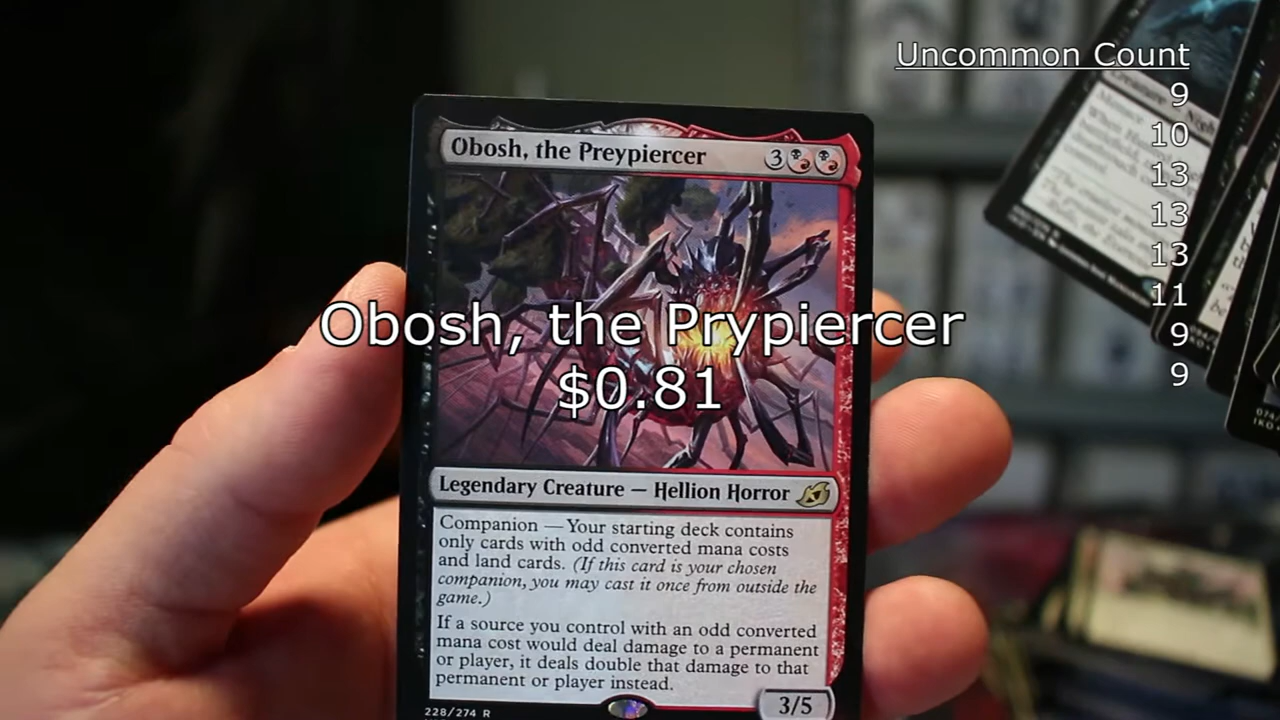 Uncommon Count
9
10
13
13
13
11
9
9
Obosh, the Preypiercer 3
Obosh, the Prypiercer
$0.81
Legendary Creature — Hellion Horror
Companion — Your starting deck contains
only cards with odd converted mana costs
and land cards. (If this card is your chosen
companion, you may cast it once from outside the
game.)
If a source you control with an odd converted
mana cost would deal damage to a permanent
or player, it deals double that damage to that
permanent or player instead.
3/5
228/274 R
Creature
Menace
When